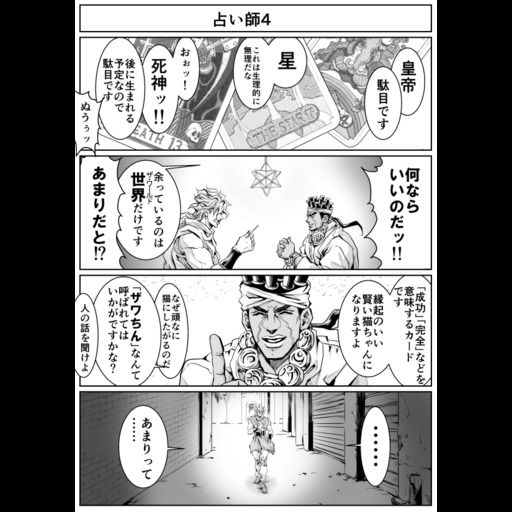 占い師4
皇帝
駄目です
星
これは生理的に
無理だな
おぉッ！
死神ッ!!
後に生まれる
予定なので
駄目です
ぬうぅッ
THE STAR
DEATH 13
何なら
いいのだッ!!
余っているのは
世界だけです
ザ・ワールド
あまりだと!?
「成功」「完全」などを
意味するカード
です
縁起のいい
賢い猫ちゃんに
なりますよ
なぜ頑なに
猫にしたがるのだ
「ザワちん」なんて
呼ばれては
いかがですかな？
人の話を聞けよ
・・・・・・
あまりって
……